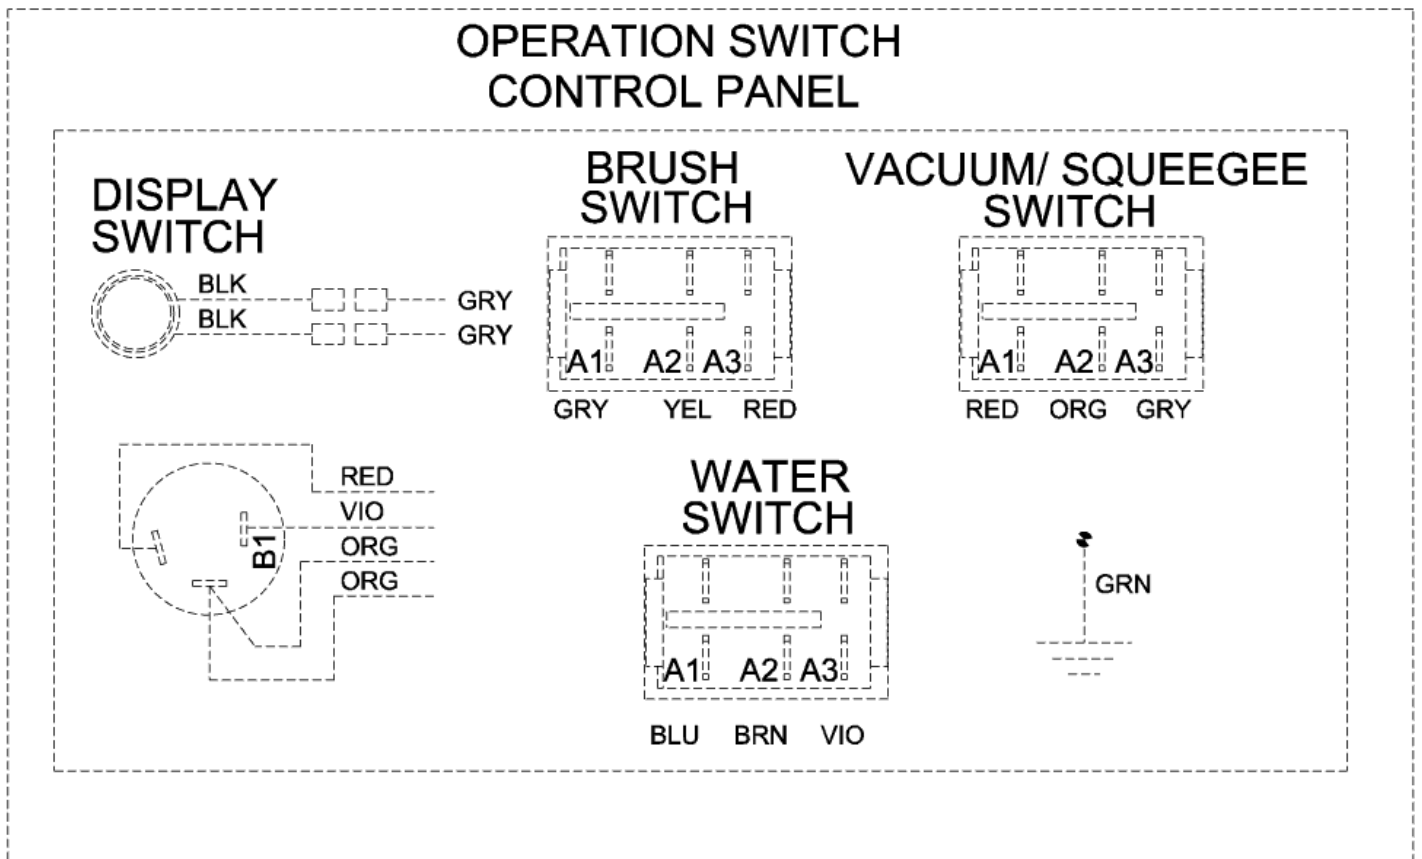 OPERATION SWITCH
CONTROL PANEL
DISPLAY
SWITCH
BLK
GRY
BLK
GRY
BRUSH
SWITCH
A1 A2 A3
GRY YEL RED
VACUUM/ SQUEEGEE
SWITCH
A1 A2 A3
RED ORG GRY
RED
VIO
ORG
ORG
B1
WATER
SWITCH
A1 A2 A3
BLU BRN VIO
GRN